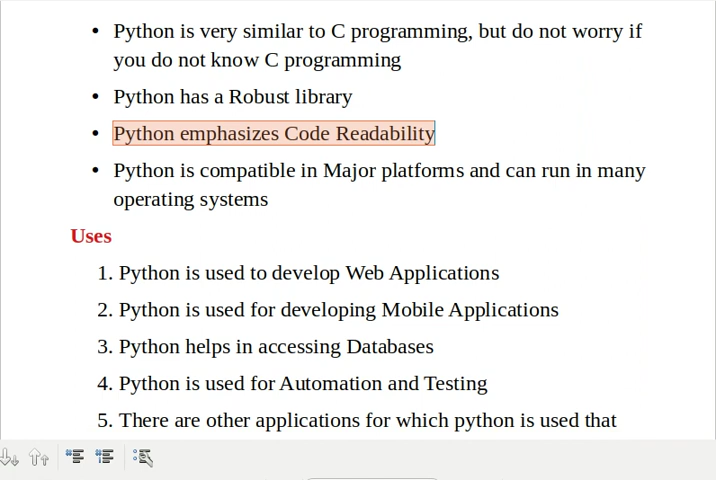 • Python is very similar to C programming, but do not worry if
you do not know C programming
• Python has a Robust library
• Python emphasizes Code Readability
• Python is compatible in Major platforms and can run in many
operating systems
Uses
1. Python is used to develop Web Applications
2. Python is used for developing Mobile Applications
3. Python helps in accessing Databases
4. Python is used for Automation and Testing
5. There are other applications for which python is used that